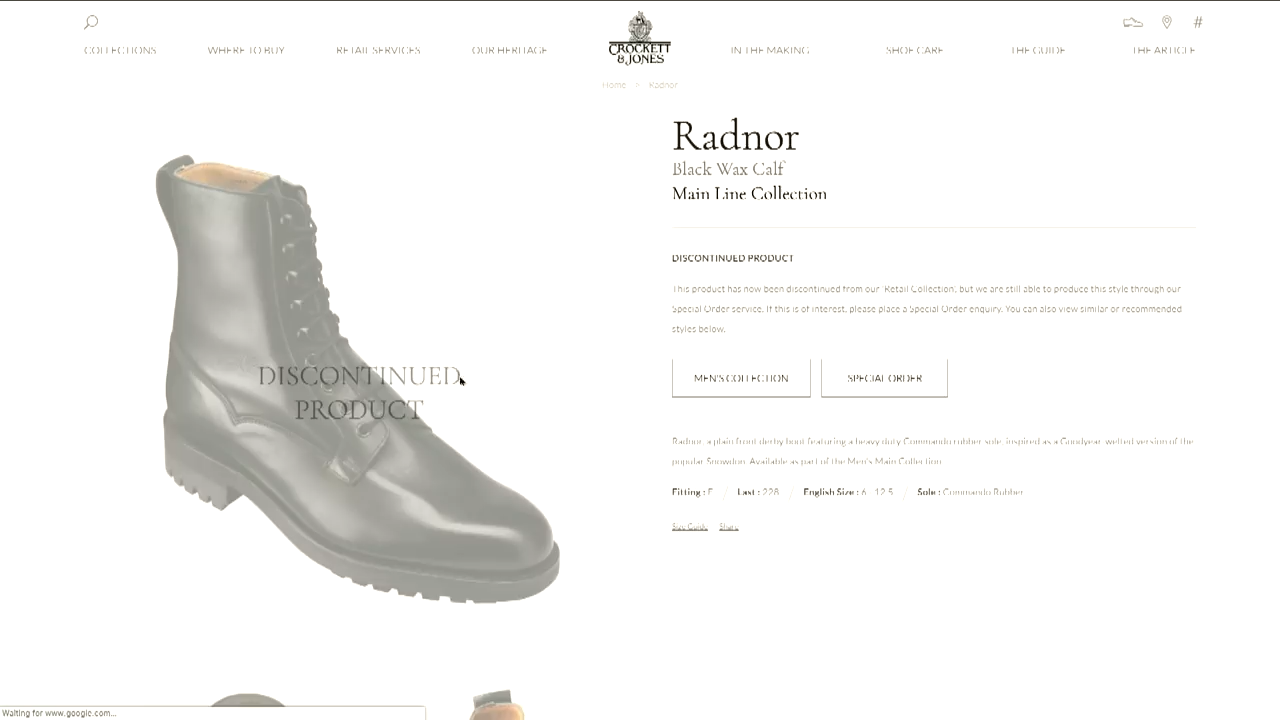 COLLECTIONS WHERE TO BUY RETAIL SERVICES OUR HERITAGE CROCKETT & JONES IN THE MAKING SHOE CARE THE GUIDE THE ARTICLE
Home > Radnor
Radnor
Black Wax Calf
Main Line Collection
DISCONTINUED PRODUCT
This product has now been discontinued from our 'Retail Collection', but we are still able to produce this style through our
Special Order service. If this is of interest, please place a Special Order enquiry. You can also view similar or recommended
styles below.
MEN'S COLLECTION SPECIAL ORDER
DISCONTINUED
PRODUCT
Radnor, a plain front derby boot featuring a heavy duty Commando rubber sole, inspired as a Goodyear welted version of the
popular Snowdon. Available as part of the Men's Main Collection.
Fitting : E / Last : 228 / English Size : 6 - 12.5 / Sole : Commando Rubber
Size Guide Share
Waiting for www.google.com...